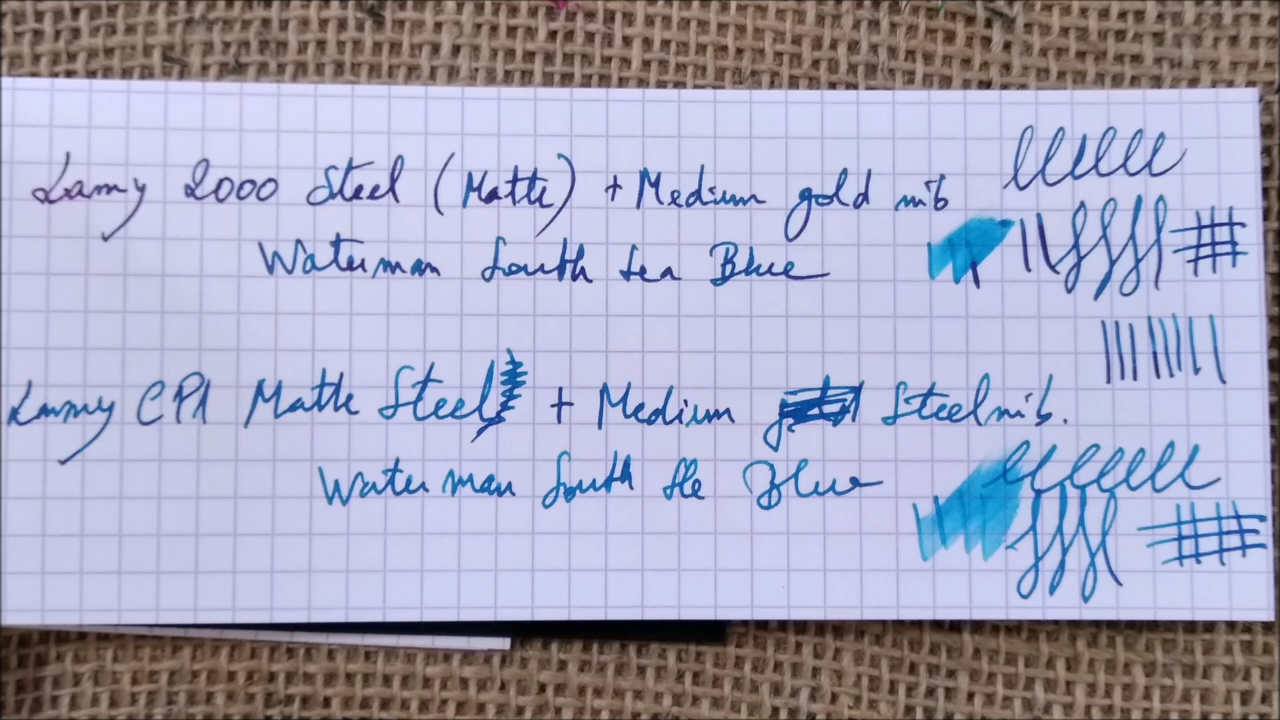 Lamy 2000 Steel (Matte) + Medium gold nib
Waterman South Sea Blue
Lamy CP1 Matte Steel + Medium Steel nib.
Waterman South Se Blue